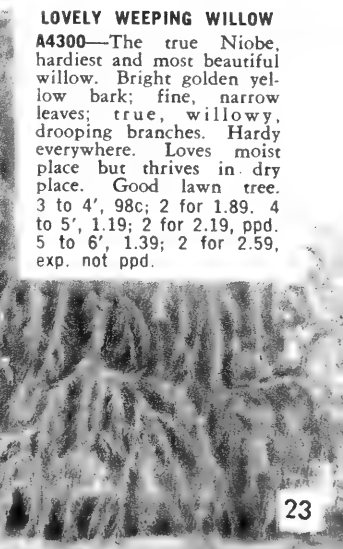 LOVELY WEEPING WILLOW
A4300—The true Niobe,
hardiest and most beautiful
willow. Bright golden yel-
low bark; fine, narrow
leaves; true, willowy,
drooping branches. Hardy
everywhere. Loves moist
place but thrives in dry
place. Good lawn tree.
3 to 4′, 98c; 2 for 1.89. 4
to 5′, 1.19; 2 for 2.19, ppd.
5 to 6′, 1.39; 2 for 2.59,
exp. not ppd.
23